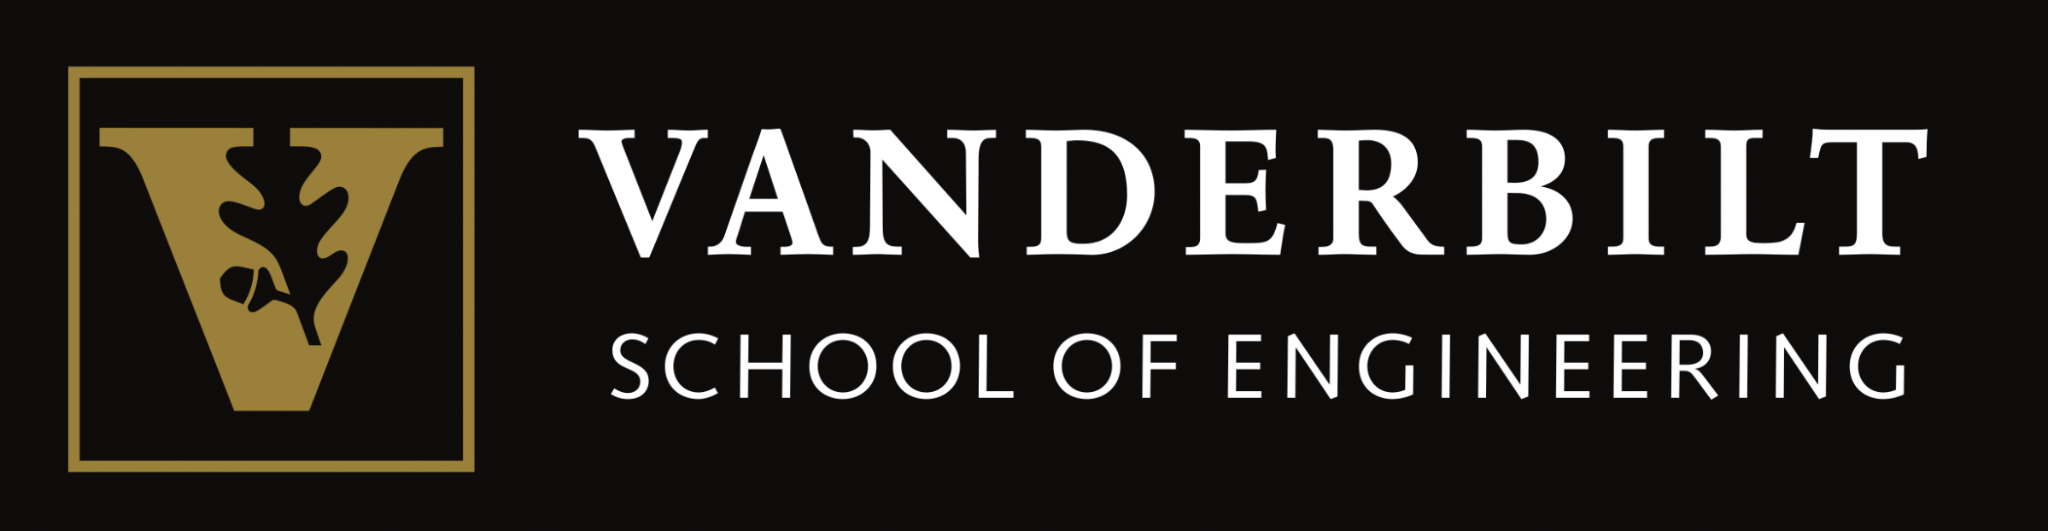 V
VANDERBILT
SCHOOL OF ENGINEERING